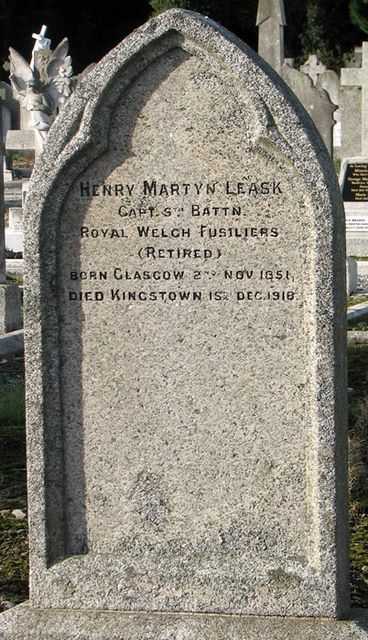 HENRY MARTYN LEASK
CAPT. 5TH BATTN.
ROYAL WELCH FUSILIERS
(RETIRED)
BORN GLASGOW 2ND NOV 1851,
DIED KINGSTOWN 15TH DEC. 1918.